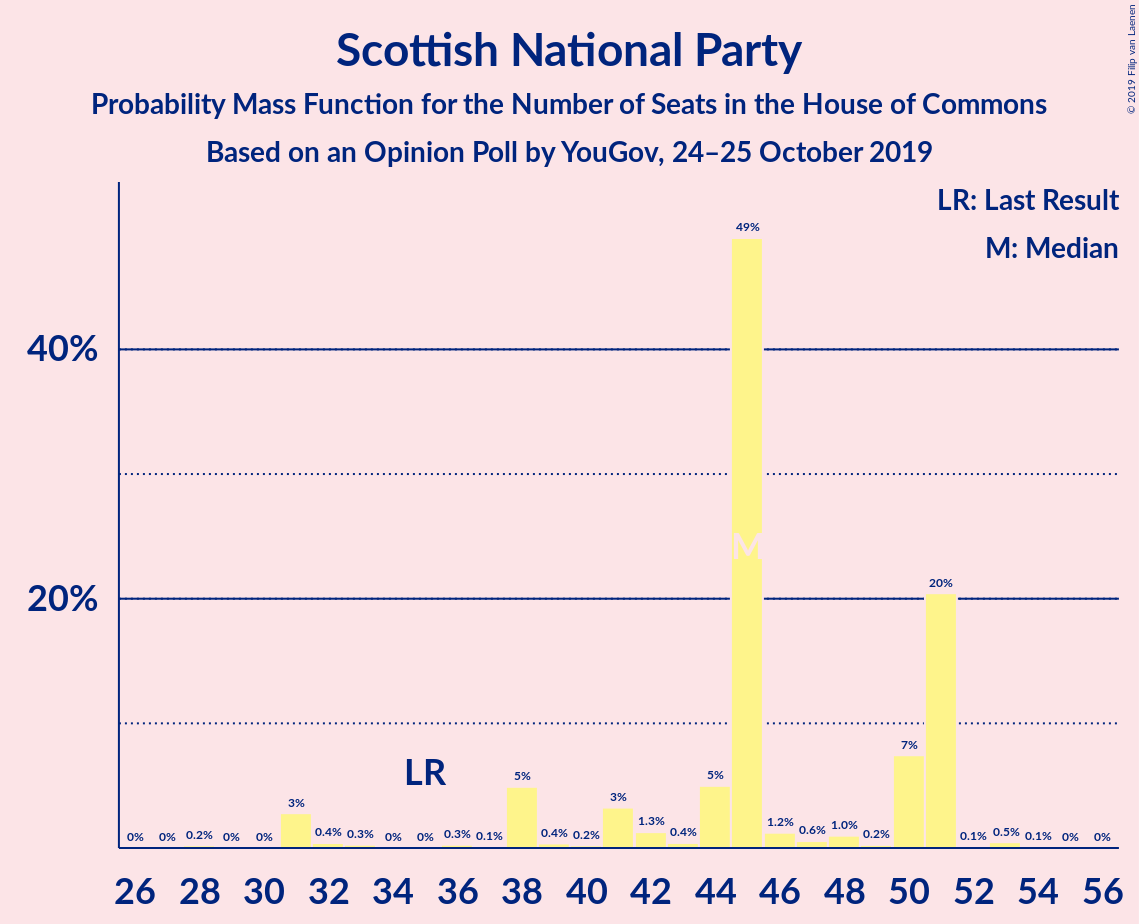 Scottish National Party
Probability Mass Function for the Number of Seats in the House of Commons
Based on an Opinion Poll by YouGov, 24–25 October 2019
© 2019 Filip van Laenen
LR: Last Result
M: Median
49%
40%
M
20%
20%
LR
7%
5% 5%
3% 3%
0% 0% 0.2% 0% 0% 0.4% 0.3% 0% 0% 0.3% 0.1% 0.4% 0.2% 1.3% 0.4% 1.2% 0.6% 1.0% 0.2% 0.1% 0.5% 0.1% 0% 0%
26 28 30 32 34 36 38 40 42 44 46 48 50 52 54 56